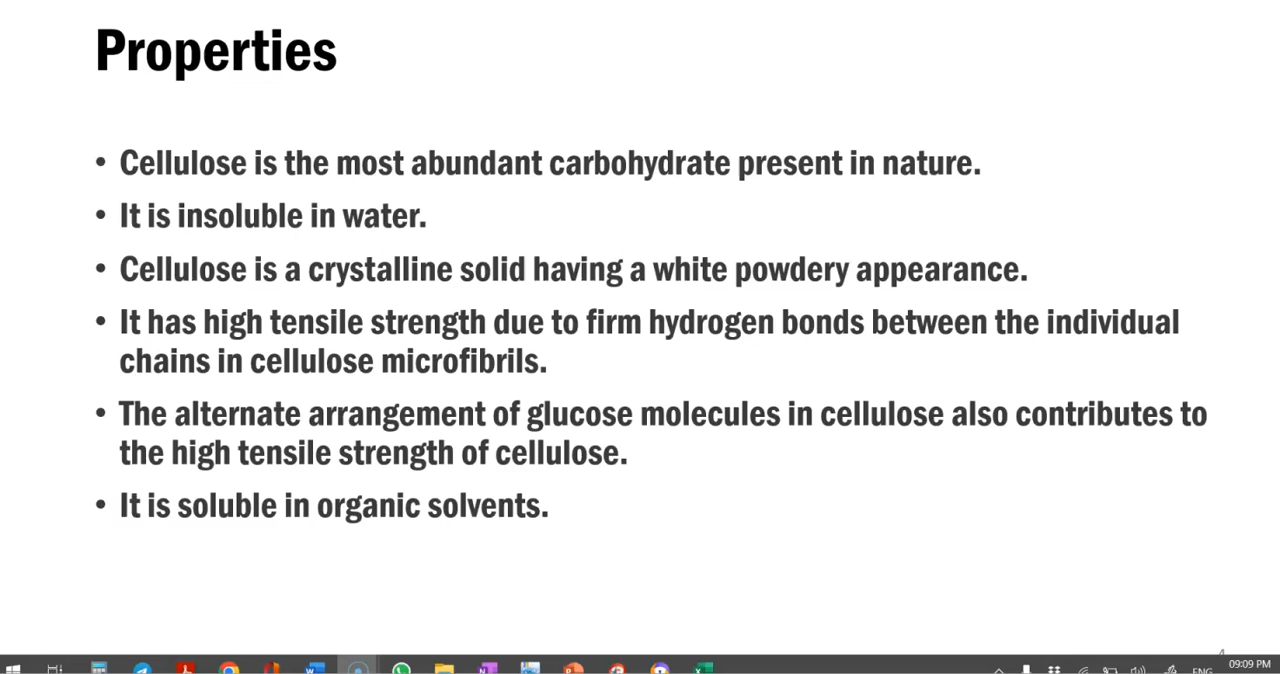 Properties
• Cellulose is the most abundant carbohydrate present in nature.
• It is insoluble in water.
• Cellulose is a crystalline solid having a white powdery appearance.
• It has high tensile strength due to firm hydrogen bonds between the individual
chains in cellulose microfibrils.
• The alternate arrangement of glucose molecules in cellulose also contributes to
the high tensile strength of cellulose.
• It is soluble in organic solvents.
ENG
09:09 PM